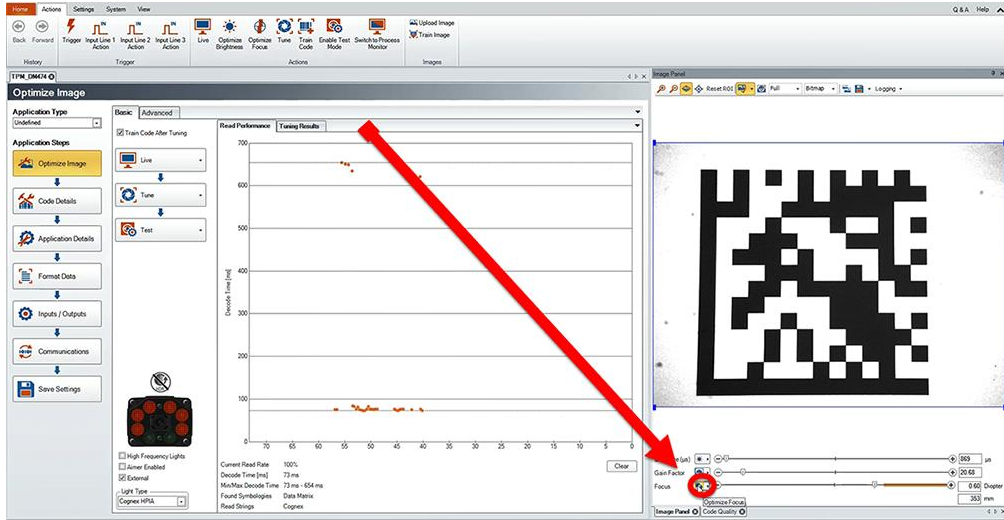 Home Actions Settings System View Q & A Help
Back Forward Trigger Input Line 1 Action Input Line 2 Action Input Line 3 Action Live Optimize Brightness Optimize Focus Tune Train Code Enable Test Mode Switch to Process Monitor Upload Image
Train Image
History Trigger Actions Images
TPM_DM474
Image Panel
Optimize Image
Reset ROI Full Bitmap Logging
Application Type
Undefined
Application Steps
Optimize Image
Code Details
Application Details
Format Data
Inputs / Outputs
Communications
Save Settings
Basic Advanced
Train Code After Tuning
Live
Tune
Test
High Frequency Lights
Aimer Enabled
External
Light Type
Cognex HPIA
Read Performance Tuning Results
700
600
500
400
300
200
100
0
Decode Time [ms]
70 65 60 55 50 45 40 35 30 25 20 15 10 5 0
Current Read Rate 100%
Decode Time [ms] 73 ms
Min/Max Decode Time 73 ms - 654 ms
Found Symbologies Data Matrix
Read Strings Cognex
Clear
(µs) 869 µs
Gain Factor 20.68
Focus 0.60 Diopter
353 mm
Optimize Focus
Image Panel Code Quality